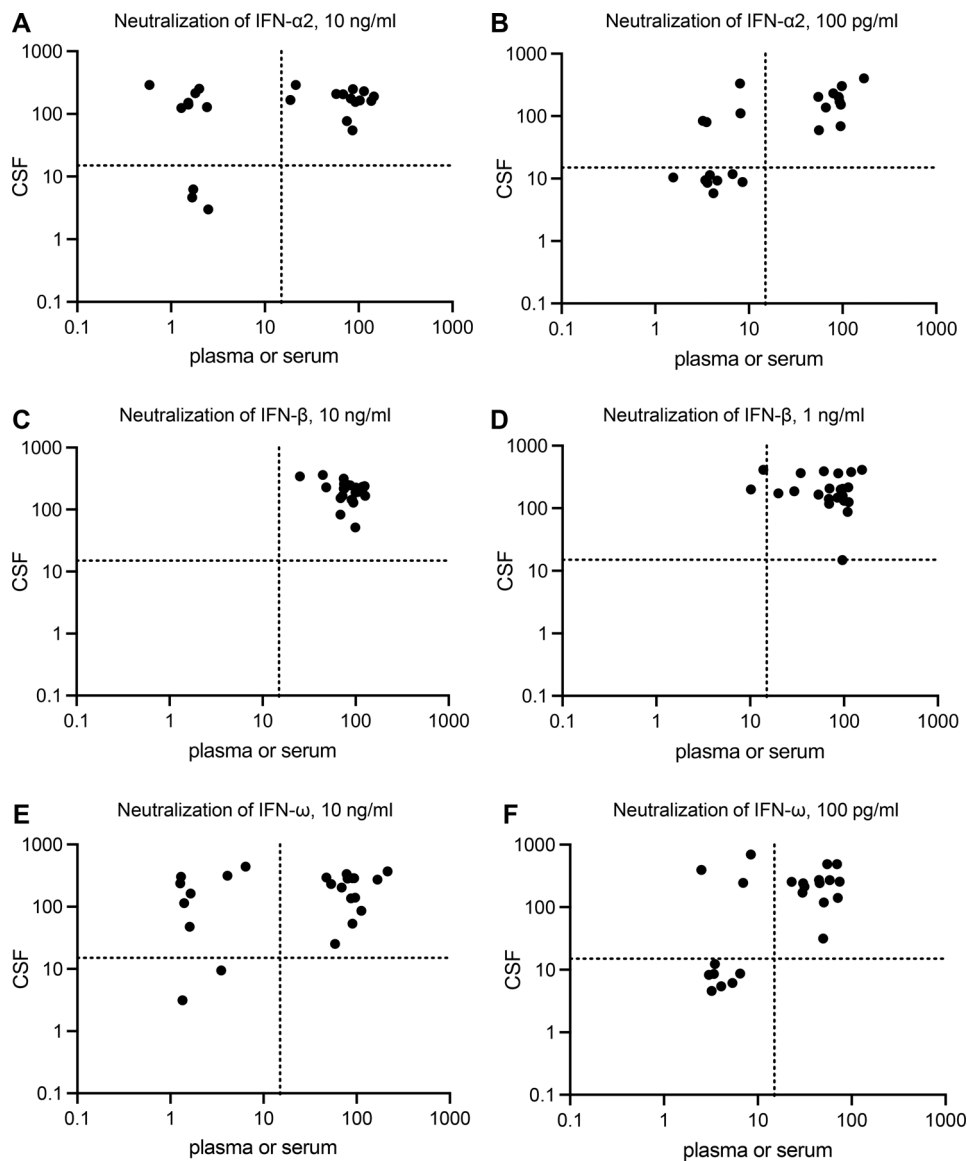 A
Neutralization of IFN-α2, 10 ng/ml
1000
100
10
1
0.1
CSF
0.1
1
10
100
1000
plasma or serum
B
Neutralization of IFN-α2, 100 pg/ml
1000
100
10
1
0.1
CSF
0.1
1
10
100
1000
plasma or serum
C
Neutralization of IFN-β, 10 ng/ml
1000
100
10
1
0.1
CSF
0.1
1
10
100
1000
plasma or serum
D
Neutralization of IFN-β, 1 ng/ml
1000
100
10
1
0.1
CSF
0.1
1
10
100
1000
plasma or serum
E
Neutralization of IFN-ω, 10 ng/ml
1000
100
10
1
0.1
CSF
0.1
1
10
100
1000
plasma or serum
F
Neutralization of IFN-ω, 100 pg/ml
1000
100
10
1
0.1
CSF
0.1
1
10
100
1000
plasma or serum